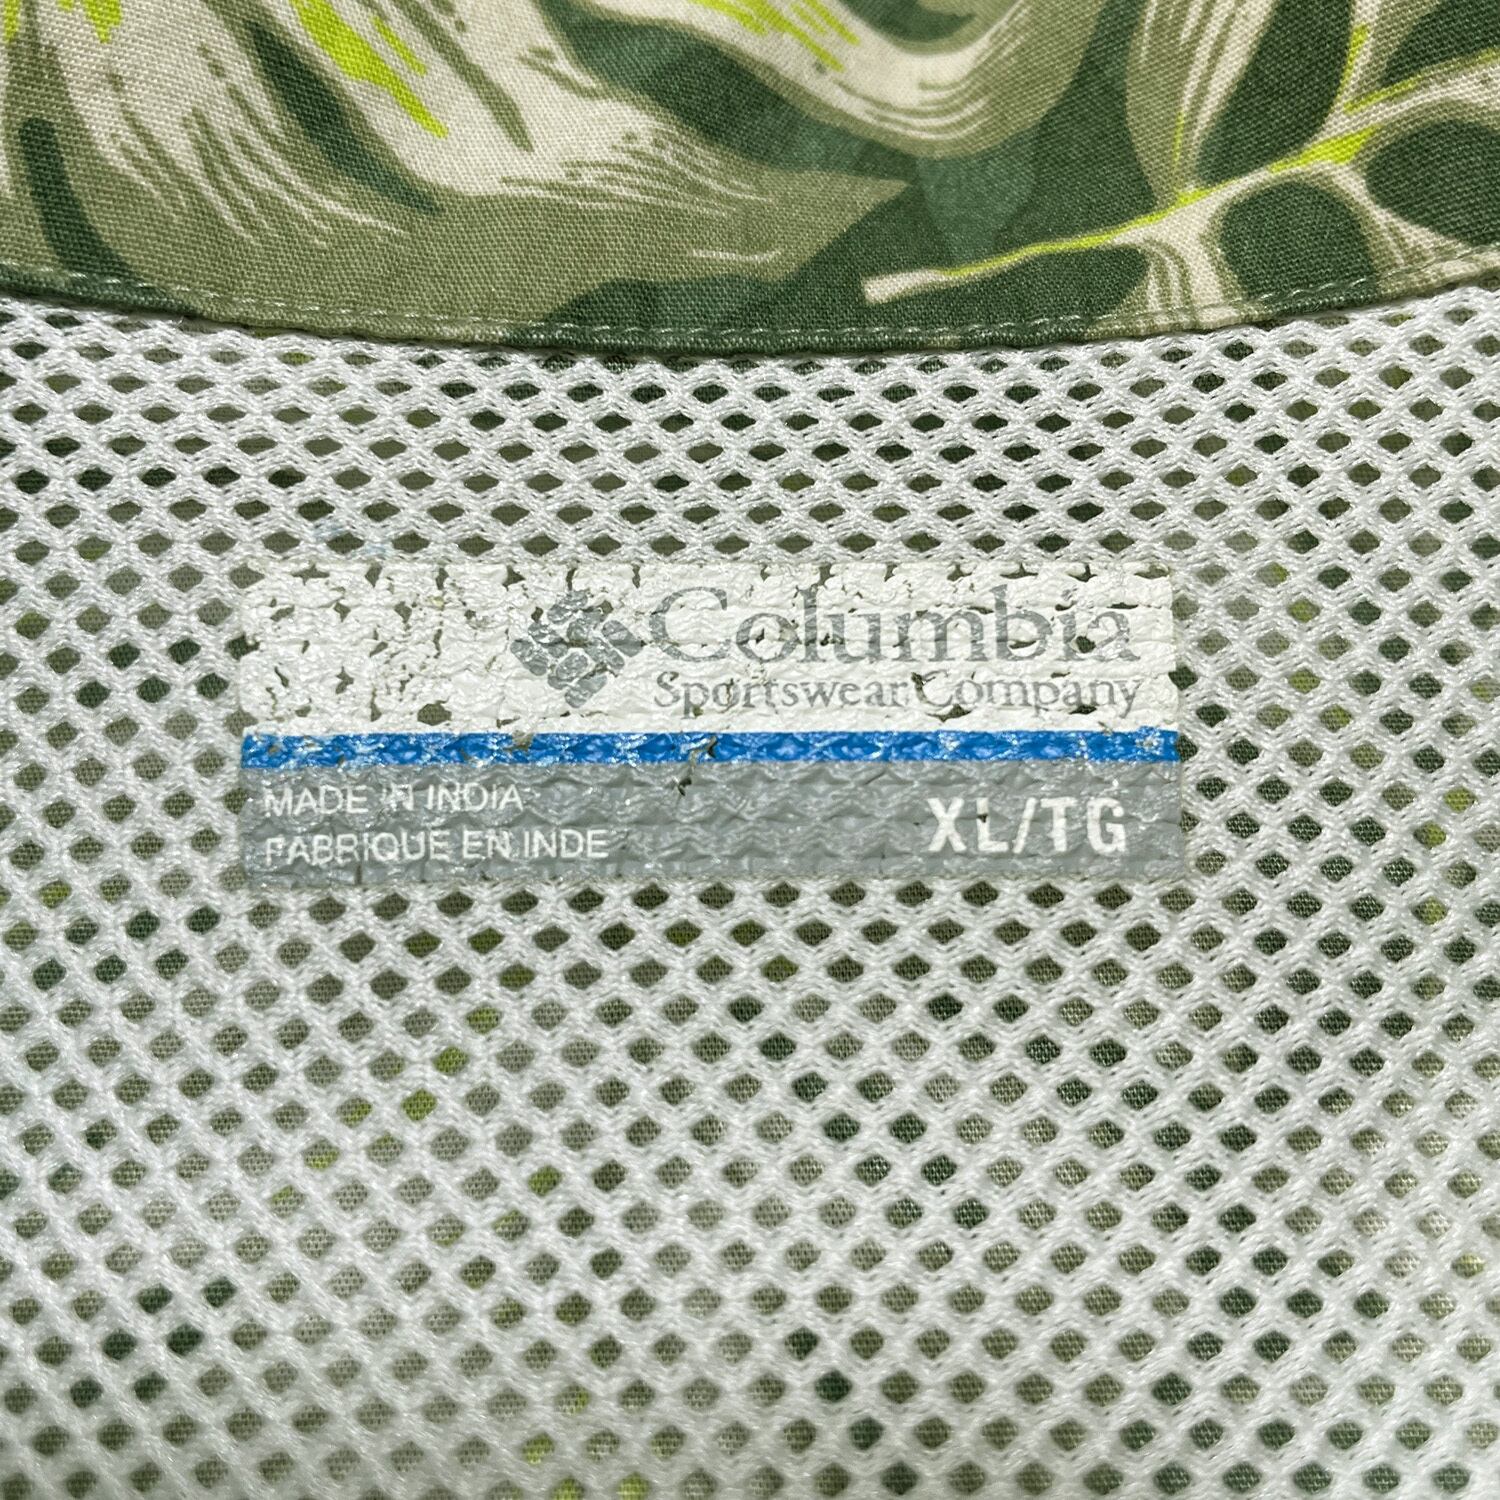 Columbia
Sportswear Company
MADE IN INDIA
FABRIQUE EN INDE
XL/TG